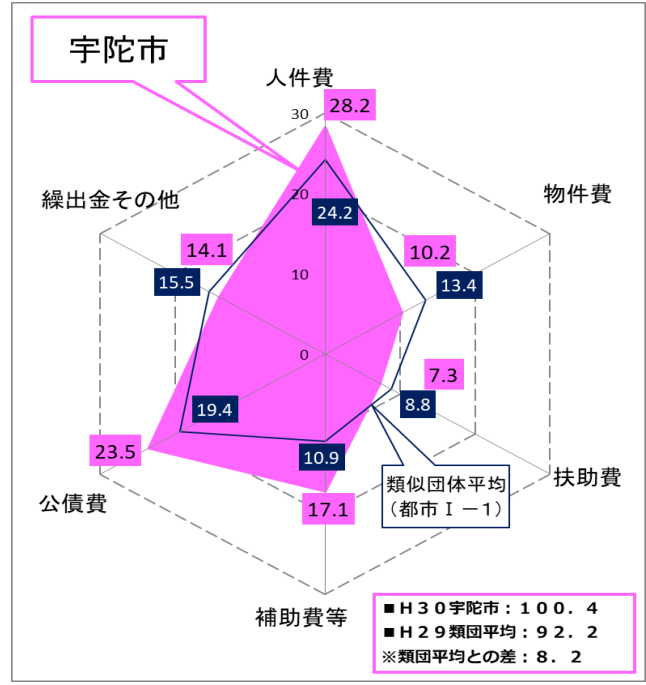 宇陀市
人件費
28.2
30
物件費
20
24.2
繰出金その他
14.1
10.2
15.5
10
13.4
0
7.3
8.8
19.4
23.5
10.9
類似団体平均
(都市Ⅰ－1)
扶助費
公債費
17.1
補助費等
■H30宇陀市：100．4
■H29類団平均：92．2
※類団平均との差：8．2